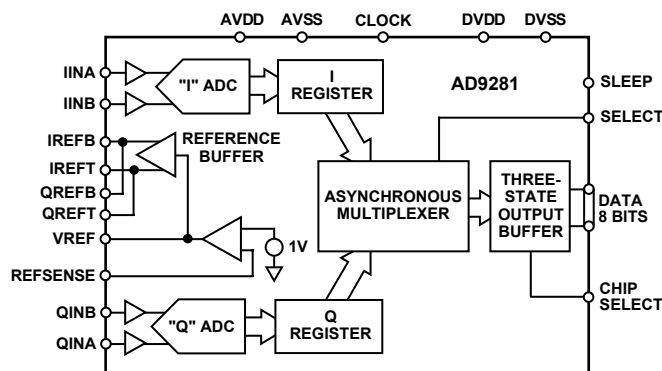 AVDD AVSS CLOCK DVDD DVSS
IINA
IINB
"I" ADC
I
REGISTER
AD9281
SLEEP
SELECT
IREFB
IREFT
QREFB
QREFT
VREF
REFSENSE
REFERENCE
BUFFER
1V
ASYNCHRONOUS
MULTIPLEXER
THREE-
STATE
OUTPUT
BUFFER
DATA
8 BITS
CHIP
SELECT
QINB
QINA
"Q" ADC
Q
REGISTER